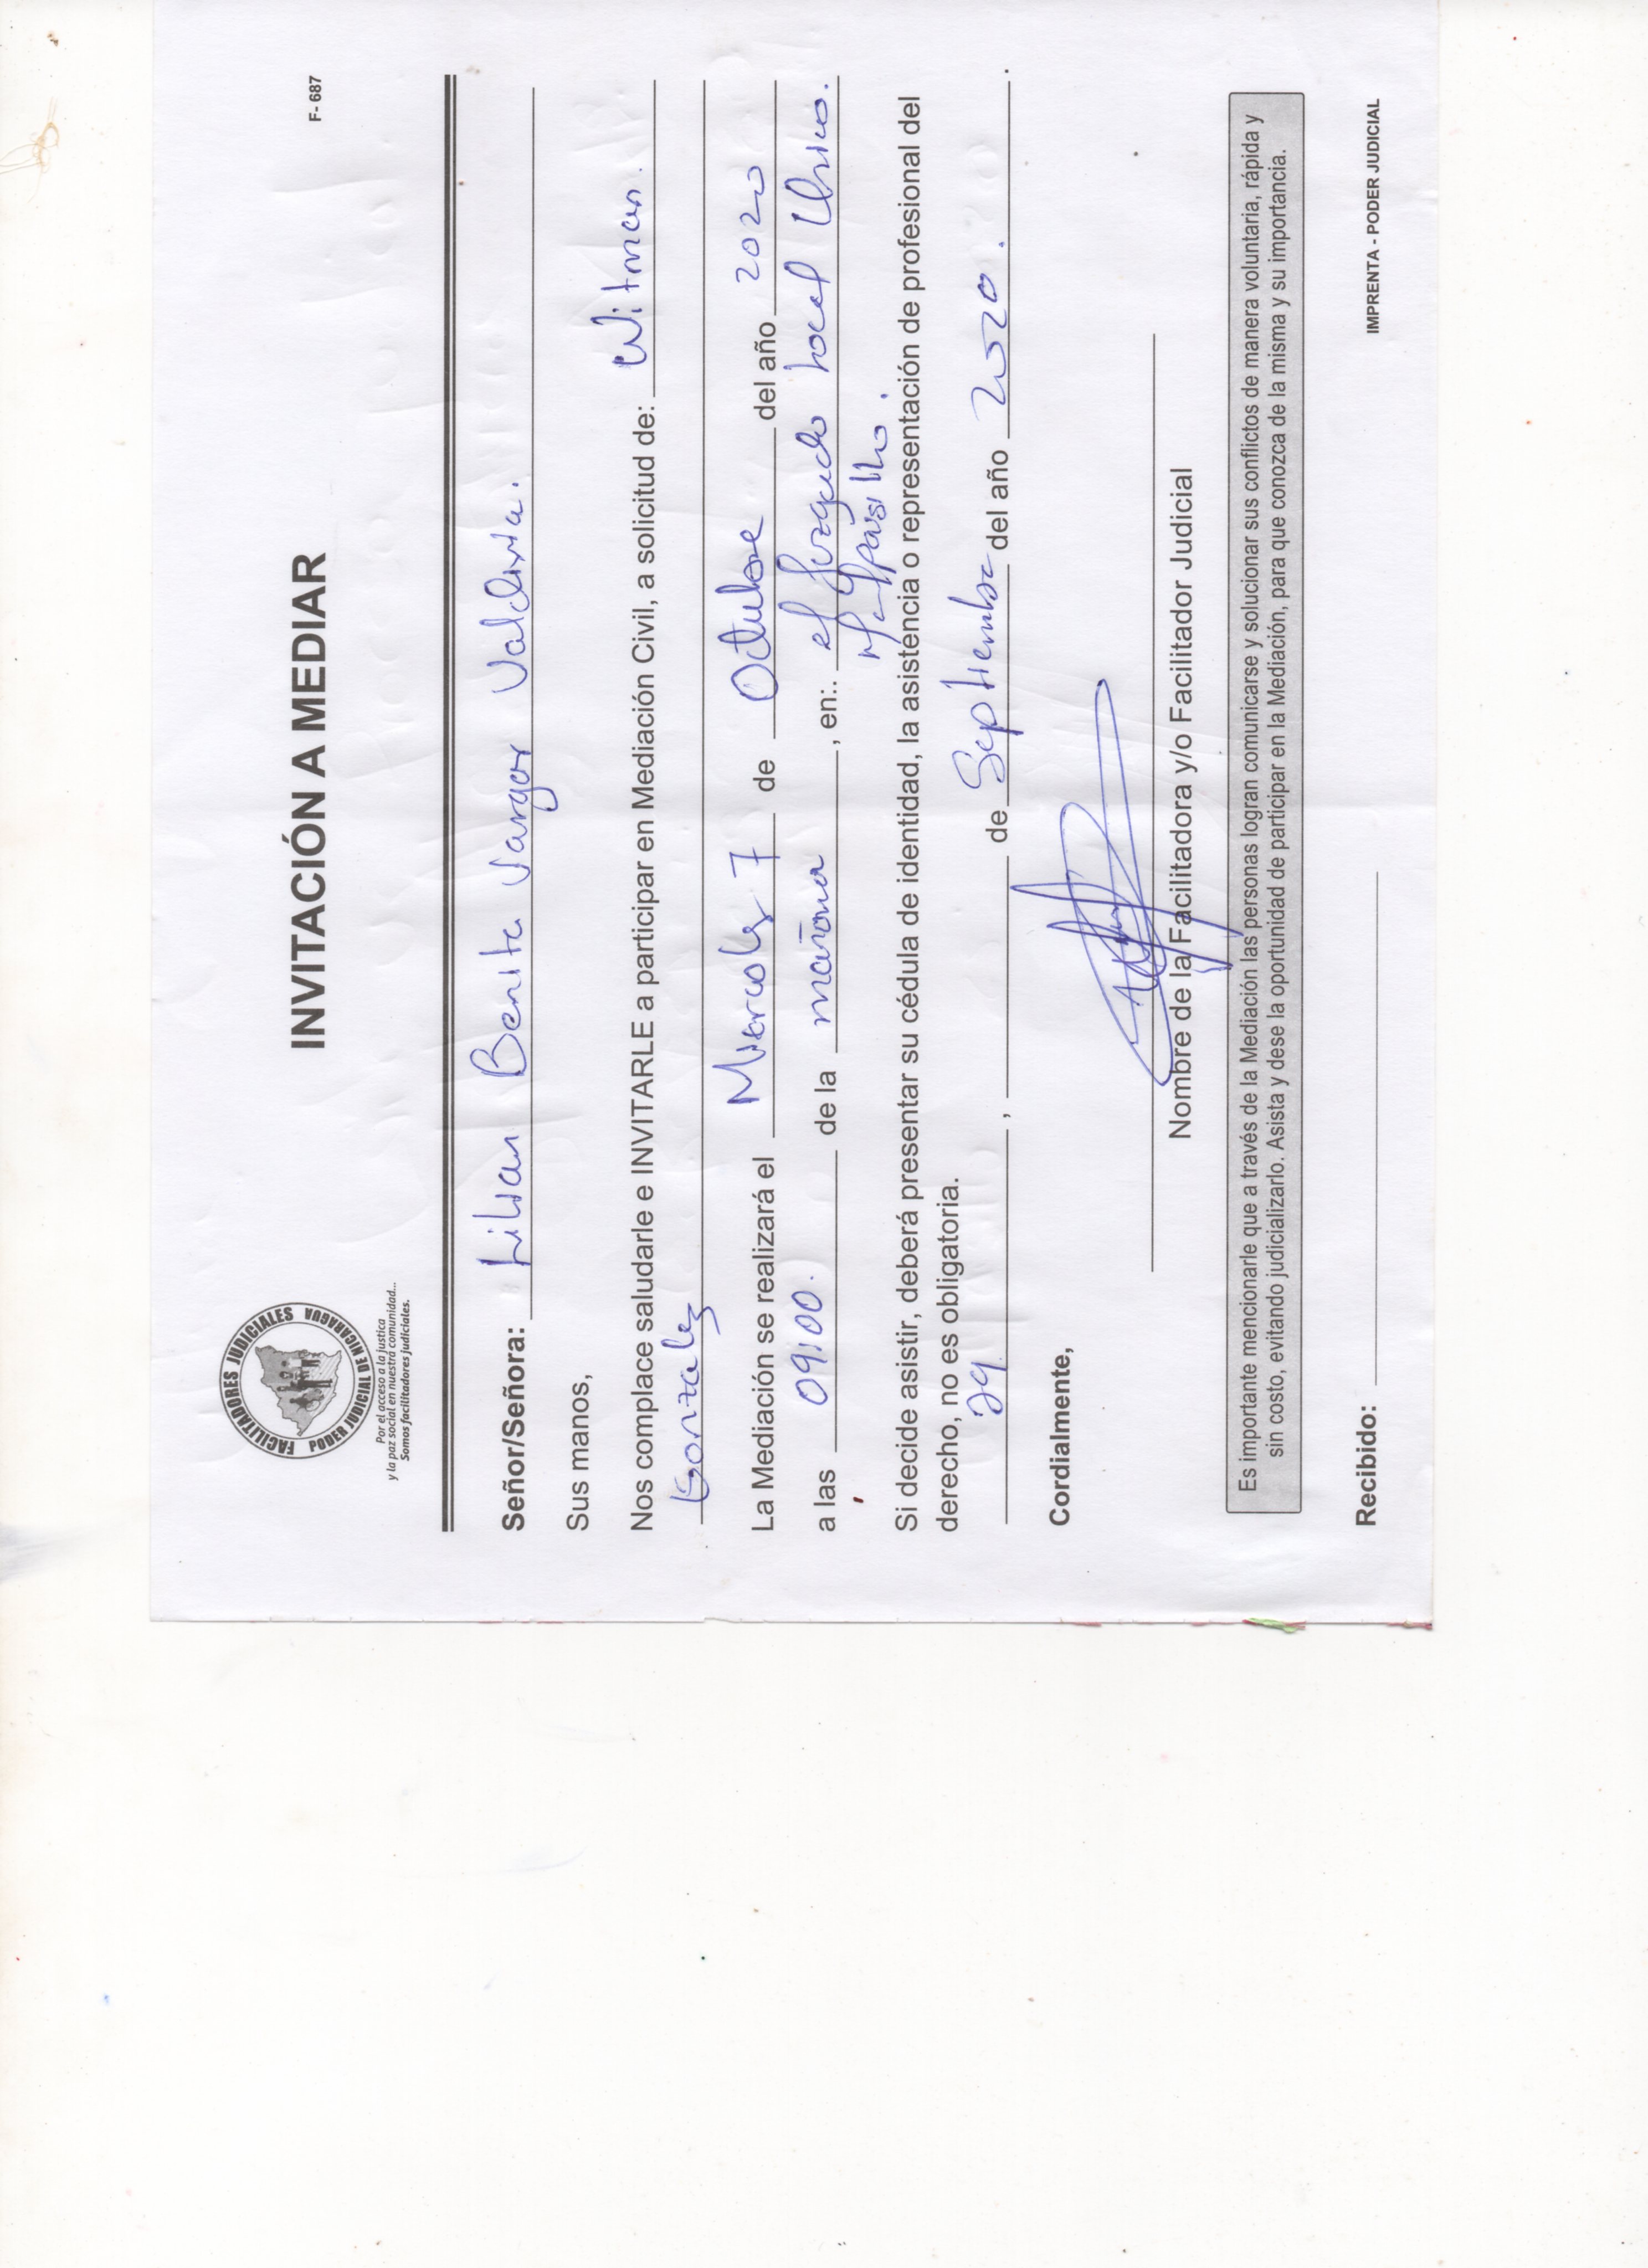 FACILITADORES JUDICIALES
PODER JUDICIAL DE NICARAGUA
Por el acceso a la justica
y la paz social en nuestra comunidad...
Somos facilitadores judiciales.
INVITACIÓN A MEDIAR
F- 687
Señor/Señora: Lilian Benita Vargas Valdivia.
Sus manos,
Nos complace saludarle e INVITARLE a participar en Mediación Civil, a solicitud de: Witman.
Gonzalez
La Mediación se realizará el Miercoles 7 de Octubre del año 2020
a las 09:00. de la mañana, en:. el Juzgado Local Unico.
Si decide asistir, deberá presentar su cédula de identidad, la asistencia o representación de profesional del
derecho, no es obligatoria.
29, de Septiembre del año 2020.
Cordialmente,
Nombre de la Facilitadora y/o Facilitador Judicial
Es importante mencionarle que a través de la Mediación las personas logran comunicarse y solucionar sus conflictos de manera voluntaria, rápida y
sin costo, evitando judicializarlo. Asista y dese la oportunidad de participar en la Mediación, para que conozca de la misma y su importancia.
Recibido:
IMPRENTA - PODER JUDICIAL